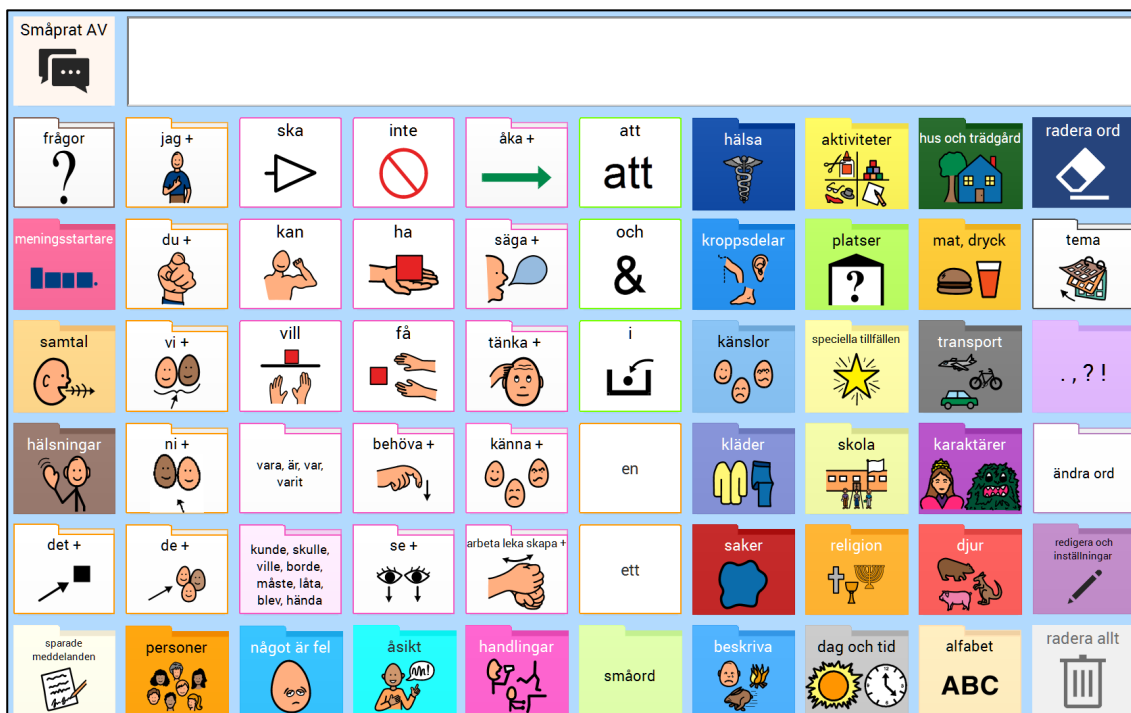 Småprat AV
frågor
?
jag +
ska
inte
åka +
att
att
hälsa
aktiviteter
hus och trädgård
radera ord
meningsstartare
du +
kan
ha
säga +
och
&
kroppsdelar
platser
?
mat, dryck
tema
samtal
vi +
vill
få
tänka +
i
känslor
speciella tillfällen
transport
. , ? !
hälsningar
ni +
vara, är, var,
varit
behöva +
känna +
en
kläder
skola
karaktärer
ändra ord
det +
de +
kunde, skulle,
ville, borde,
måste, låta,
blev, hända
se +
arbeta leka skapa +
ett
saker
religion
djur
redigera och
inställningar
sparade
meddelanden
personer
något är fel
åsikt
m!
handlingar
småord
beskriva
dag och tid
alfabet
ABC
radera allt